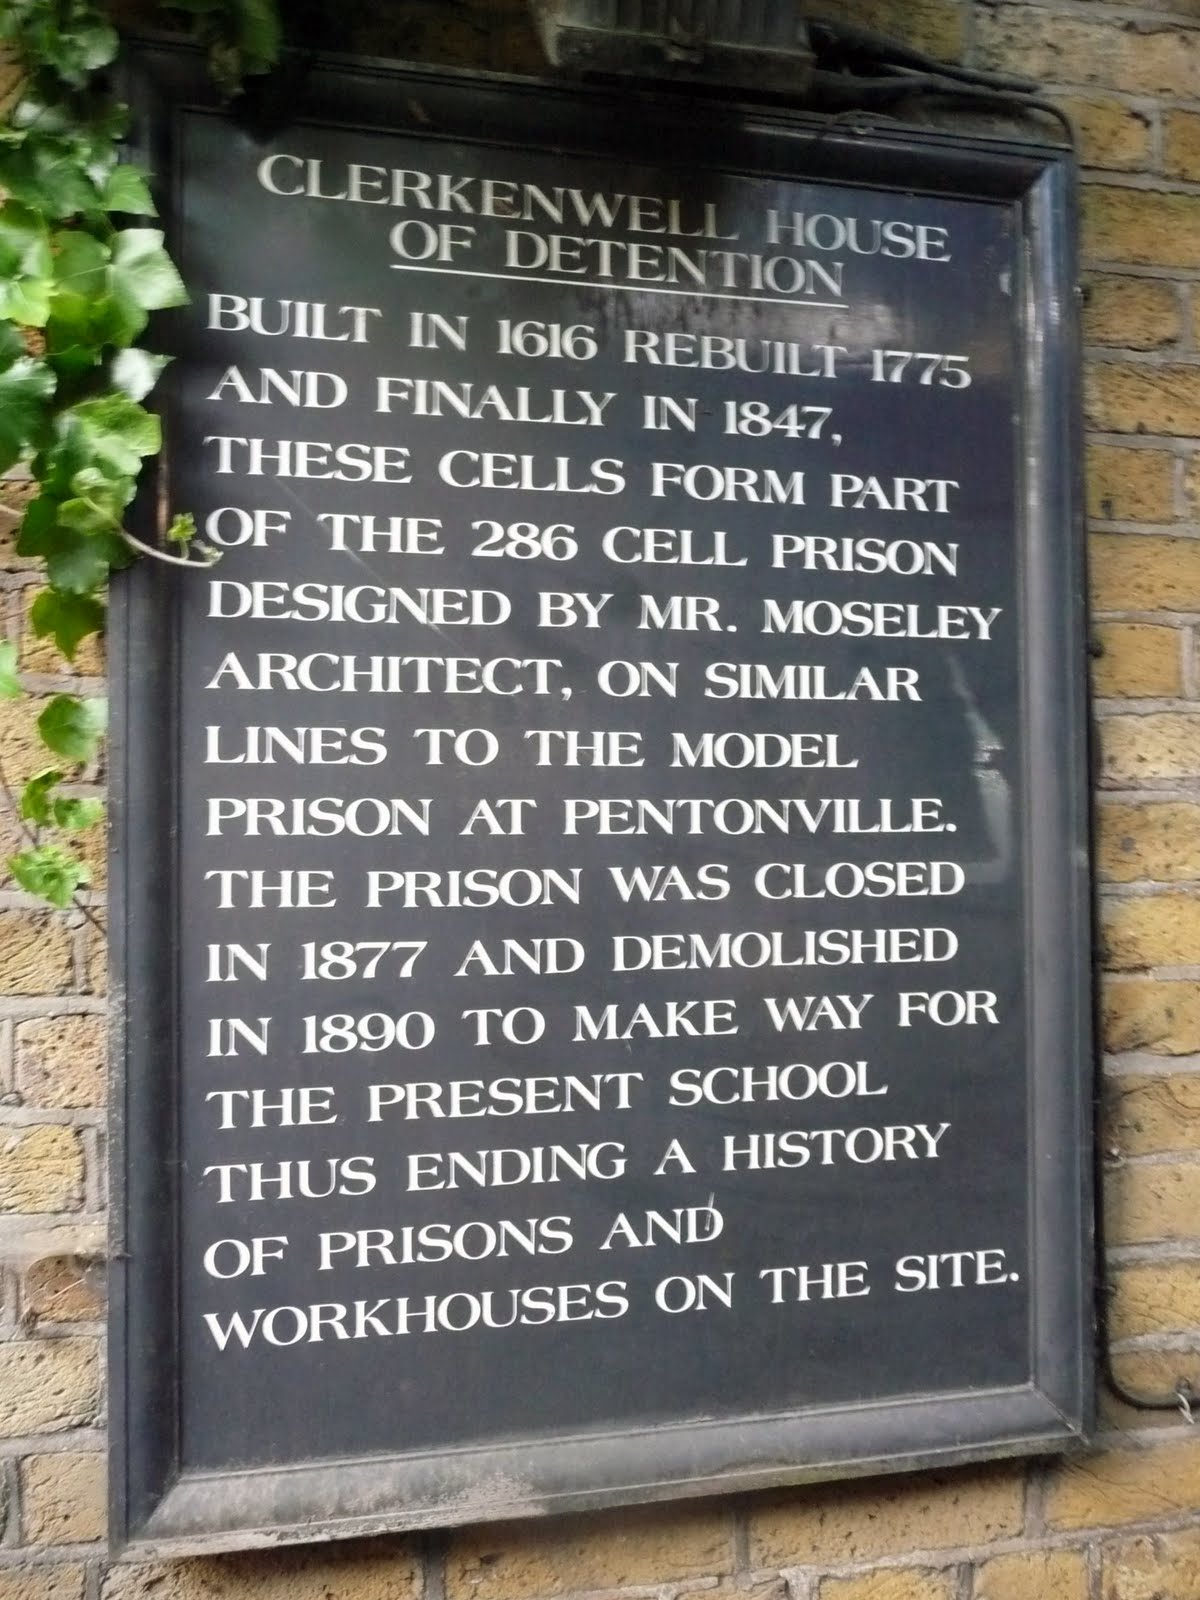 CLERKENWELL HOUSE
OF DETENTION
BUILT IN 1616 REBUILT 1775
AND FINALLY IN 1847,
THESE CELLS FORM PART
OF THE 286 CELL PRISON
DESIGNED BY MR. MOSELEY
ARCHITECT, ON SIMILAR
LINES TO THE MODEL
PRISON AT PENTONVILLE.
THE PRISON WAS CLOSED
IN 1877 AND DEMOLISHED
IN 1890 TO MAKE WAY FOR
THE PRESENT SCHOOL
THUS ENDING A HISTORY
OF PRISONS AND
WORKHOUSES ON THE SITE.